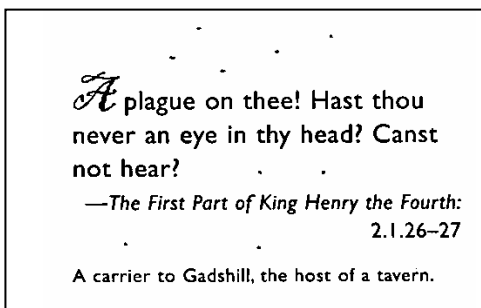 A plague on thee! Hast thou
never an eye in thy head? Canst
not hear?
—The First Part of King Henry the Fourth:
2.1.26–27
A carrier to Gadshill, the host of a tavern.